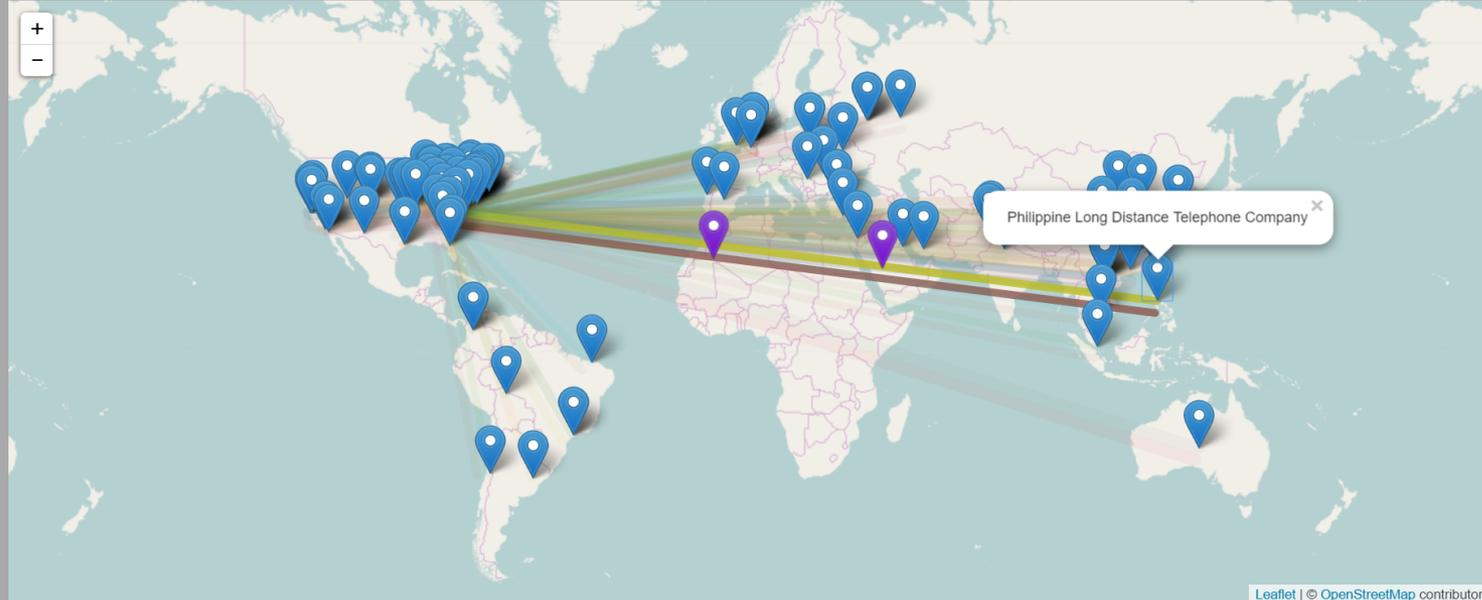 +
−
Philippine Long Distance Telephone Company ×
Leaflet | © OpenStreetMap contributor